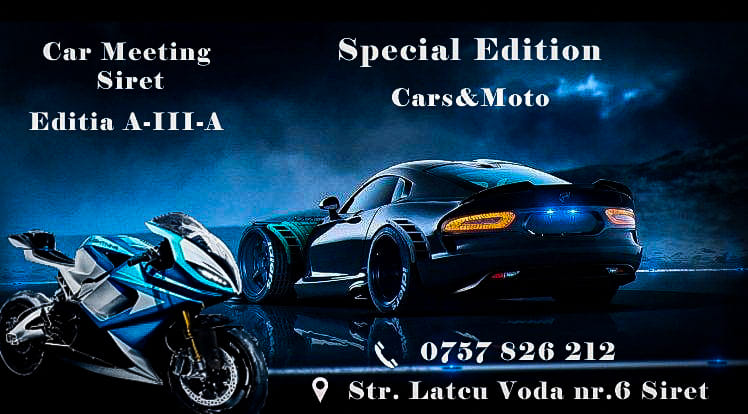 Car Meeting
Siret
Editia A-III-A
Special Edition
Cars&Moto
0757 826 212
Str. Latcu Voda nr.6 Siret